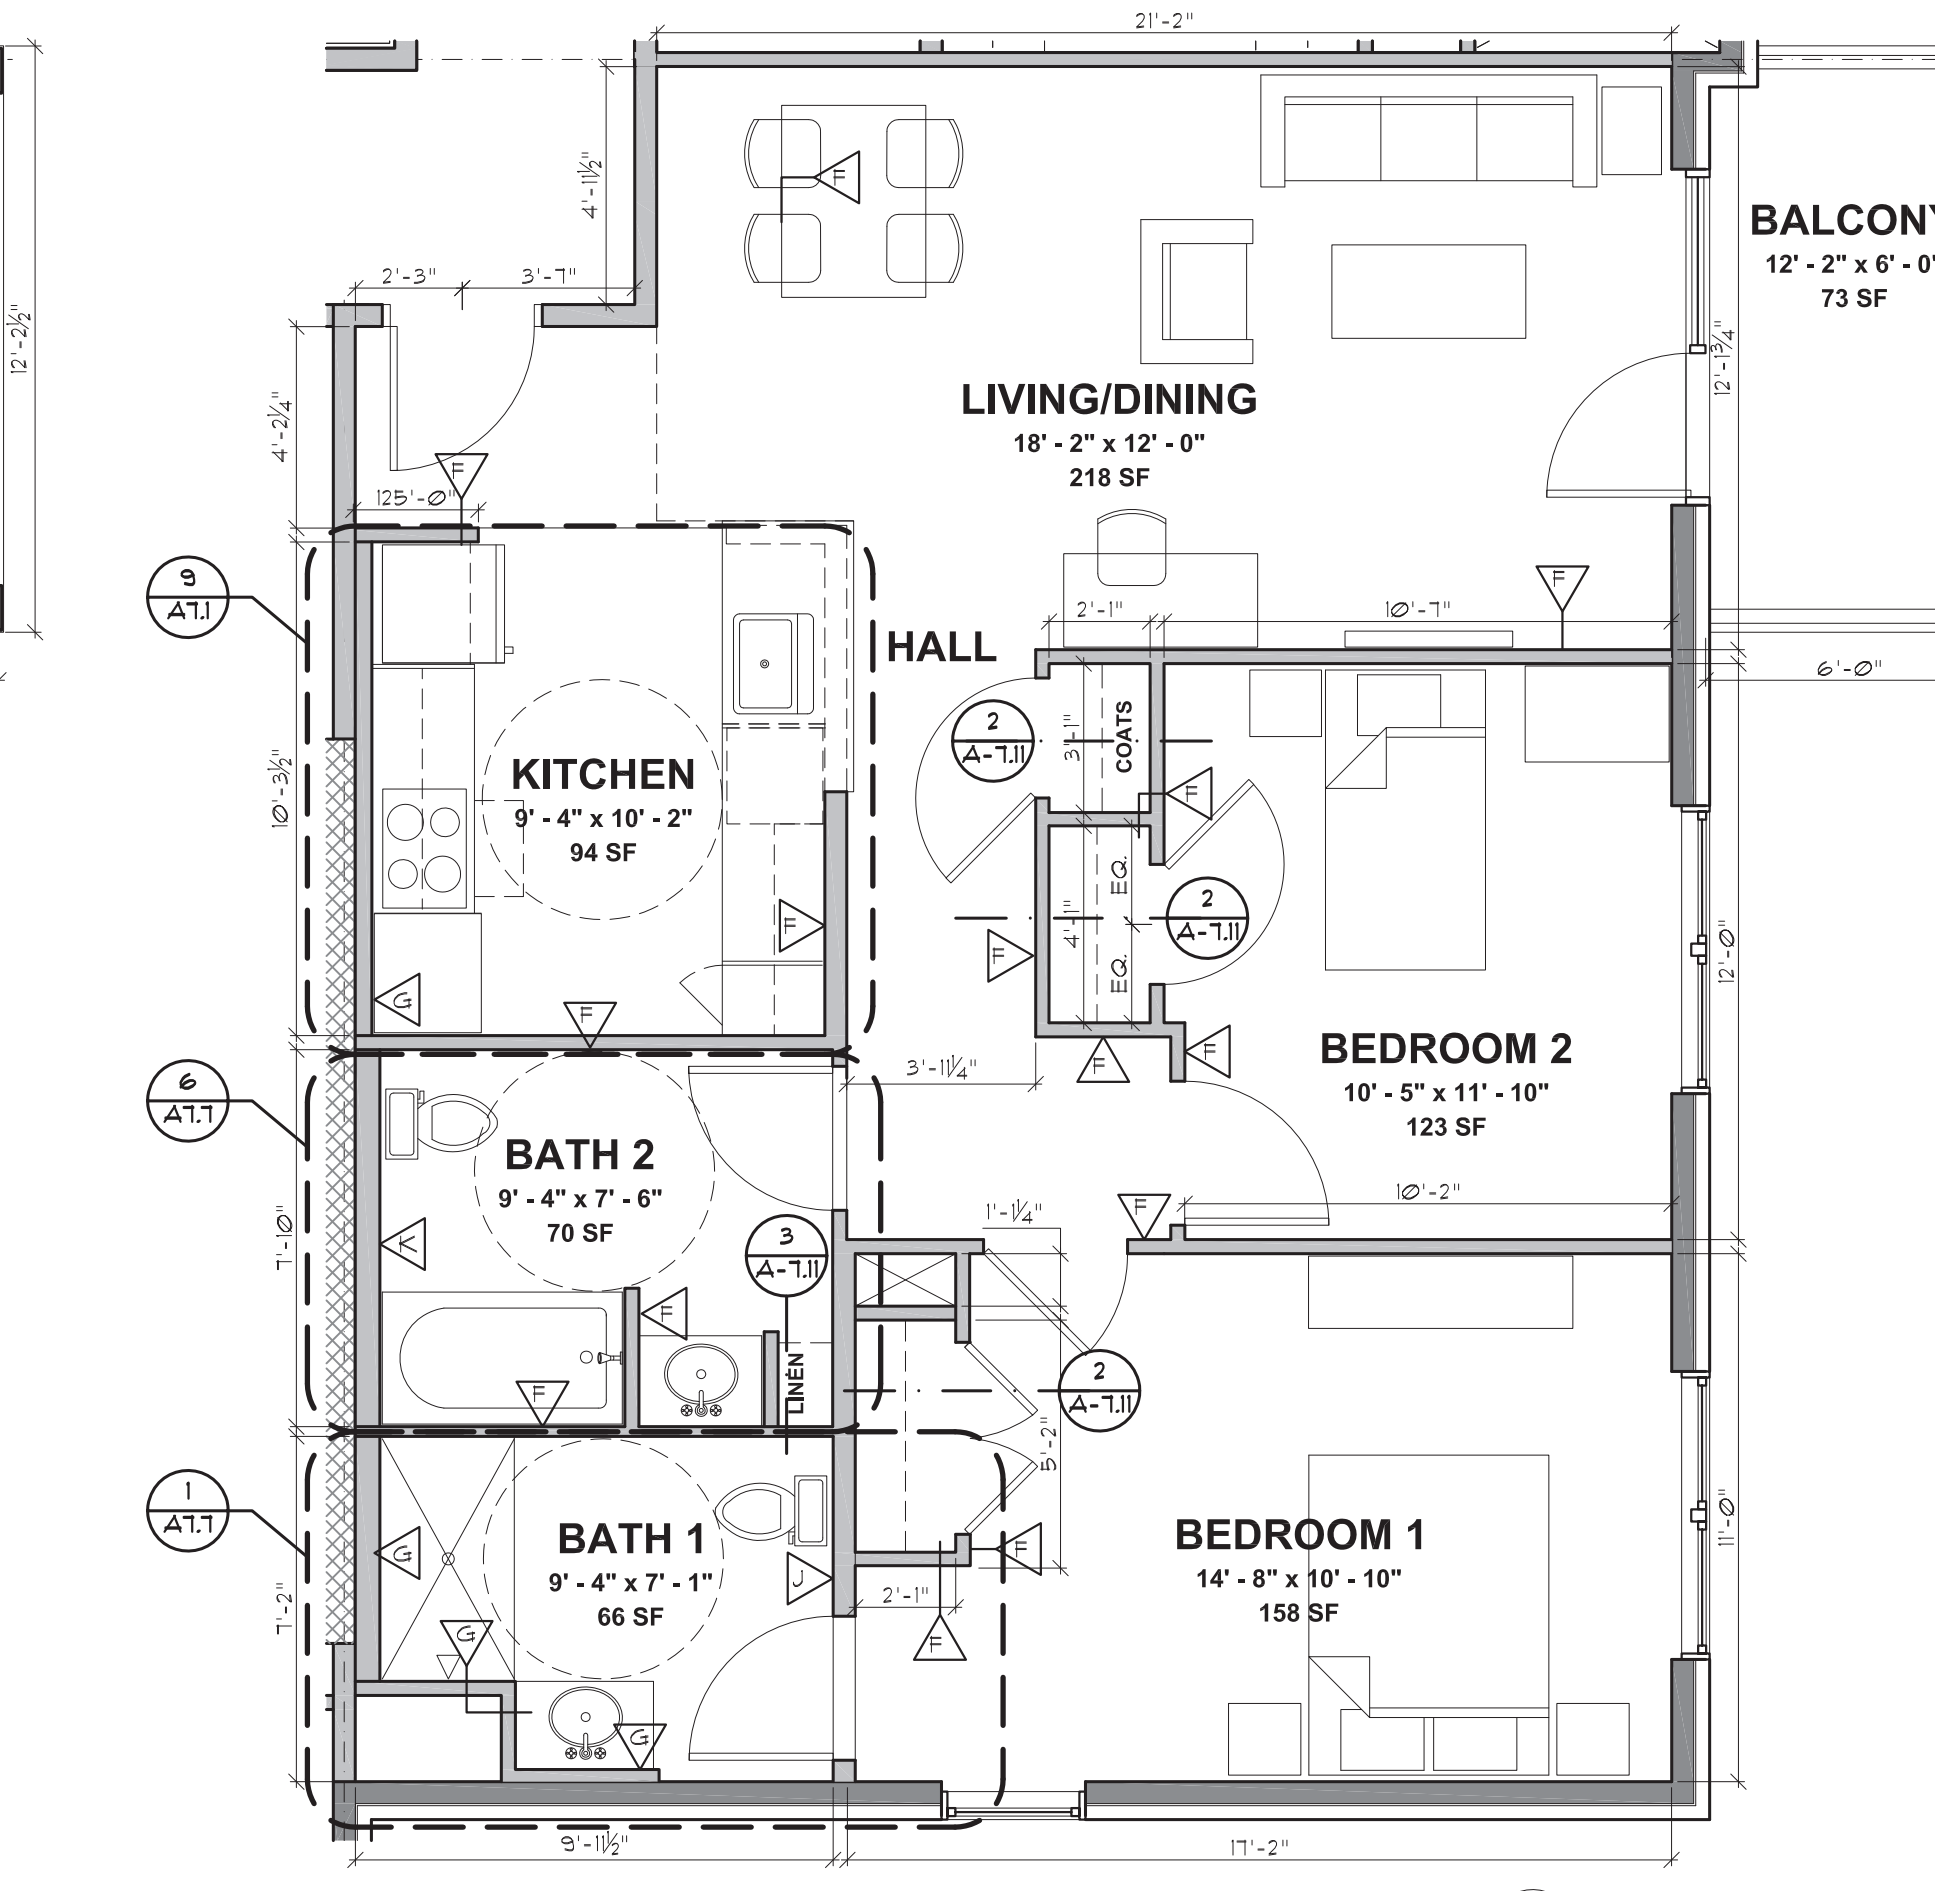 21'-2"
4'-11½"
2'-3"
3'-7"
12'-2½"
4'-2¼"
125'-0"
F
F
BALCONY
12' - 2" x 6' - 0"
73 SF
12'-1¾"
LIVING/DINING
18' - 2" x 12' - 0"
218 SF
9
A7.1
HALL
2'-1"
10'-7"
F
6'-0"
10'-3½"
KITCHEN
9' - 4" x 10' - 2"
94 SF
2
A-7.11
3'-1"
COATS
F
4'-1"
EQ.
EQ.
2
A-7.11
F
F
G
F
12'-0"
BEDROOM 2
10' - 5" x 11' - 10"
123 SF
F
F
3'-11¼"
6
A7.7
BATH 2
9' - 4" x 7' - 6"
70 SF
7'-10"
K
F
F
3
A-7.11
LINEN
1'-1¼"
F
10'-2"
2
A-7.11
5'-2"
1
A7.7
7'-2"
BATH 1
9' - 4" x 7' - 1"
66 SF
G
J
G
G
2'-1"
F
F
BEDROOM 1
14' - 8" x 10' - 10"
158 SF
11'-0"
9'-11½"
17'-2"